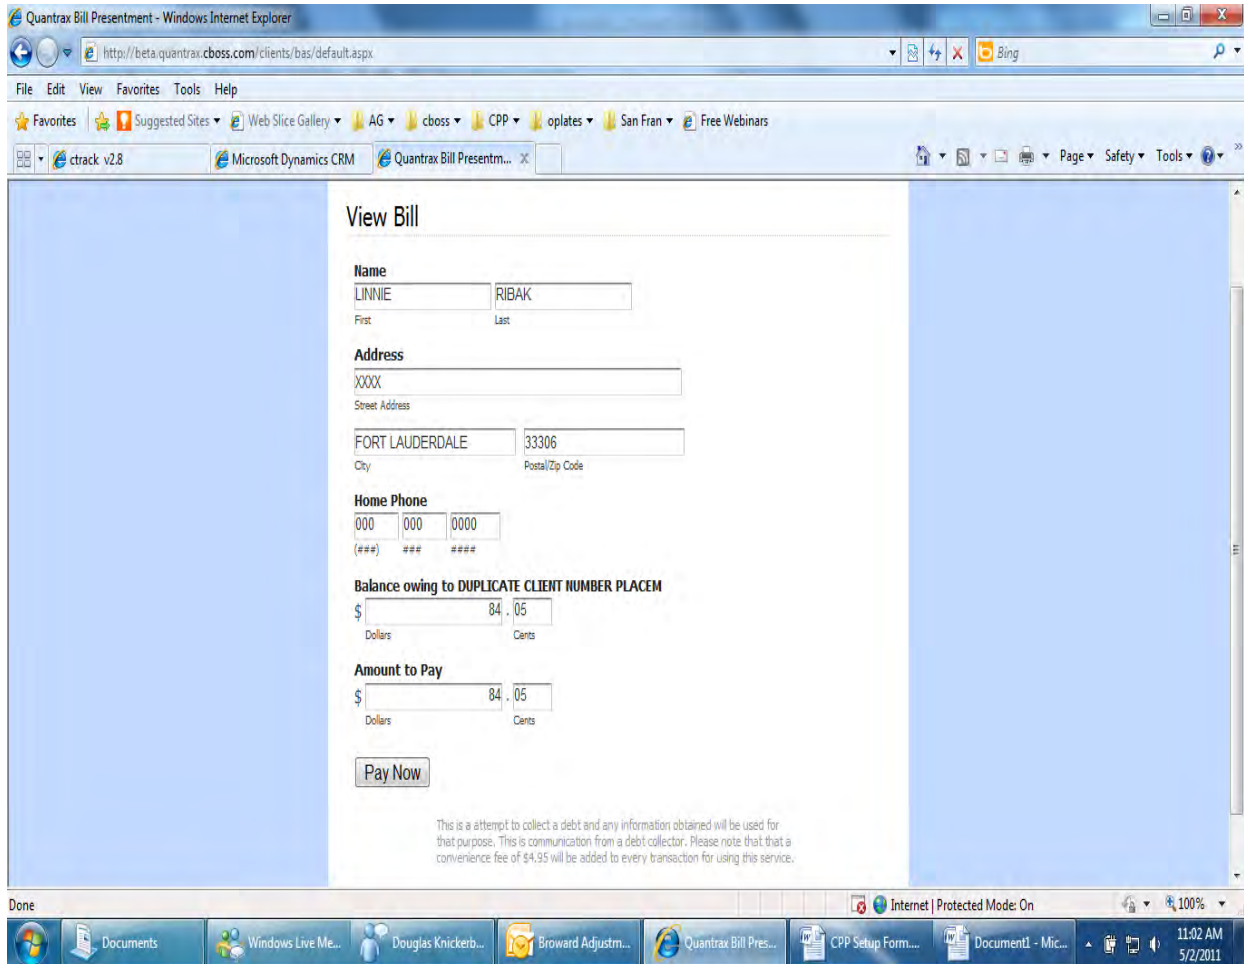 Quantrax Bill Presentment - Windows Internet Explorer
http://beta.quantrax.cboss.com/clients/bas/default.aspx
Bing
File Edit View Favorites Tools Help
Favorites Suggested Sites Web Slice Gallery AG cboss CPP oplates San Fran Free Webinars
ctrack v2.8 Microsoft Dynamics CRM Quantrax Bill Presentm... X Page Safety Tools
View Bill
Name
LINNIE RIBAK
First Last
Address
XXXX
Street Address
FORT LAUDERDALE 33306
City Postal/Zip Code
Home Phone
000 000 0000
(###) ### ####
Balance owing to DUPLICATE CLIENT NUMBER PLACEM
$ 84 . 05
Dollars Cents
Amount to Pay
$ 84 . 05
Dollars Cents
Pay Now
This is a attempt to collect a debt and any information obtained will be used for
that purpose. This is communication from a debt collector. Please note that that a
convenience fee of $4.95 will be added to every transaction for using this service.
Done Internet | Protected Mode: On 100%
Documents Windows Live Me... Douglas Knickerb... Broward Adjustm... Quantrax Bill Pres... CPP Setup Form.... Document1 - Mic... 11:02 AM
5/2/2011